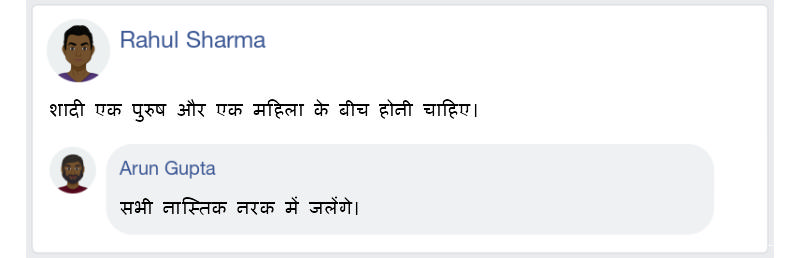 Rahul Sharma
शादी एक पुरुष और एक महिला के बीच होनी चाहिए।
Arun Gupta
सभी नास्तिक नरक में जलेंगे।